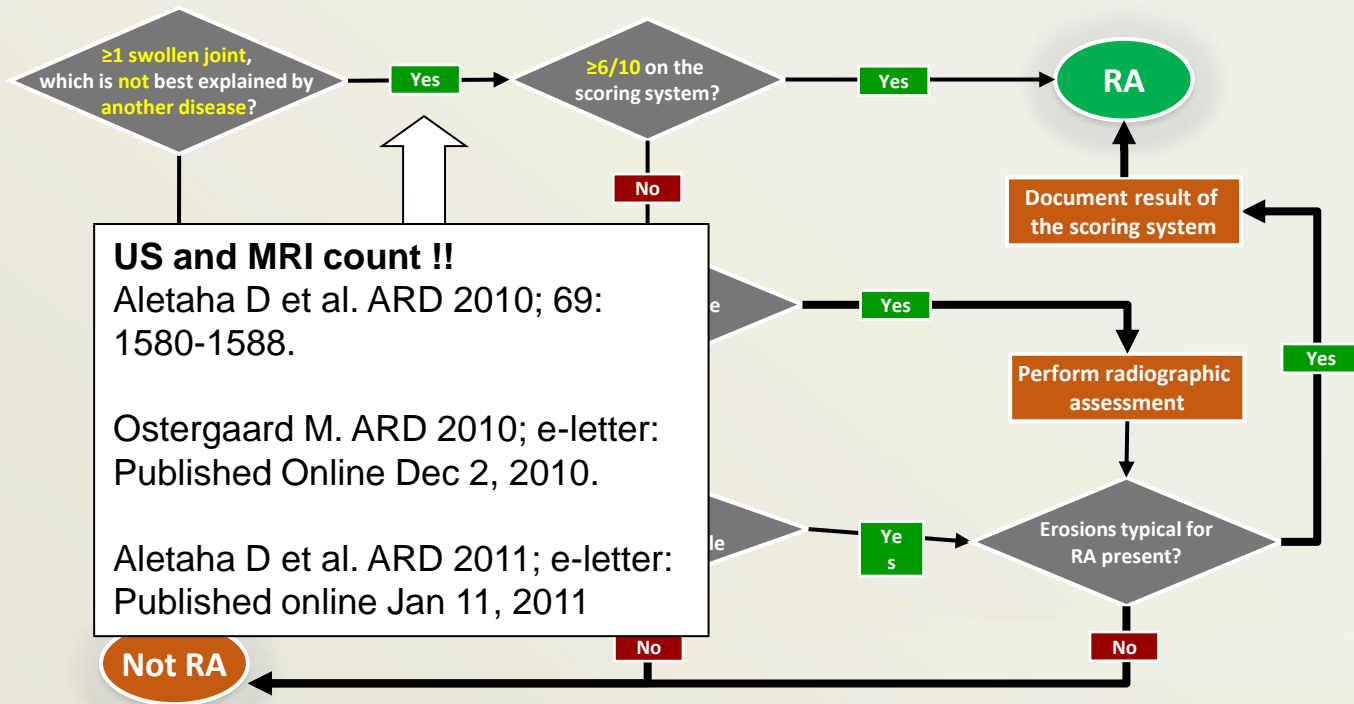 ≥1 swollen joint,
which is not best explained by
another disease?
Yes
≥6/10 on the
scoring system?
Yes
RA
No
Document result of
the scoring system
US and MRI count !!
Aletaha D et al. ARD 2010; 69:
1580-1588.
Ostergaard M. ARD 2010; e-letter:
Published Online Dec 2, 2010.
Aletaha D et al. ARD 2011; e-letter:
Published online Jan 11, 2011
Yes
Yes
Perform radiographic
assessment
Ye
s
Erosions typical for
RA present?
No
No
Not RA